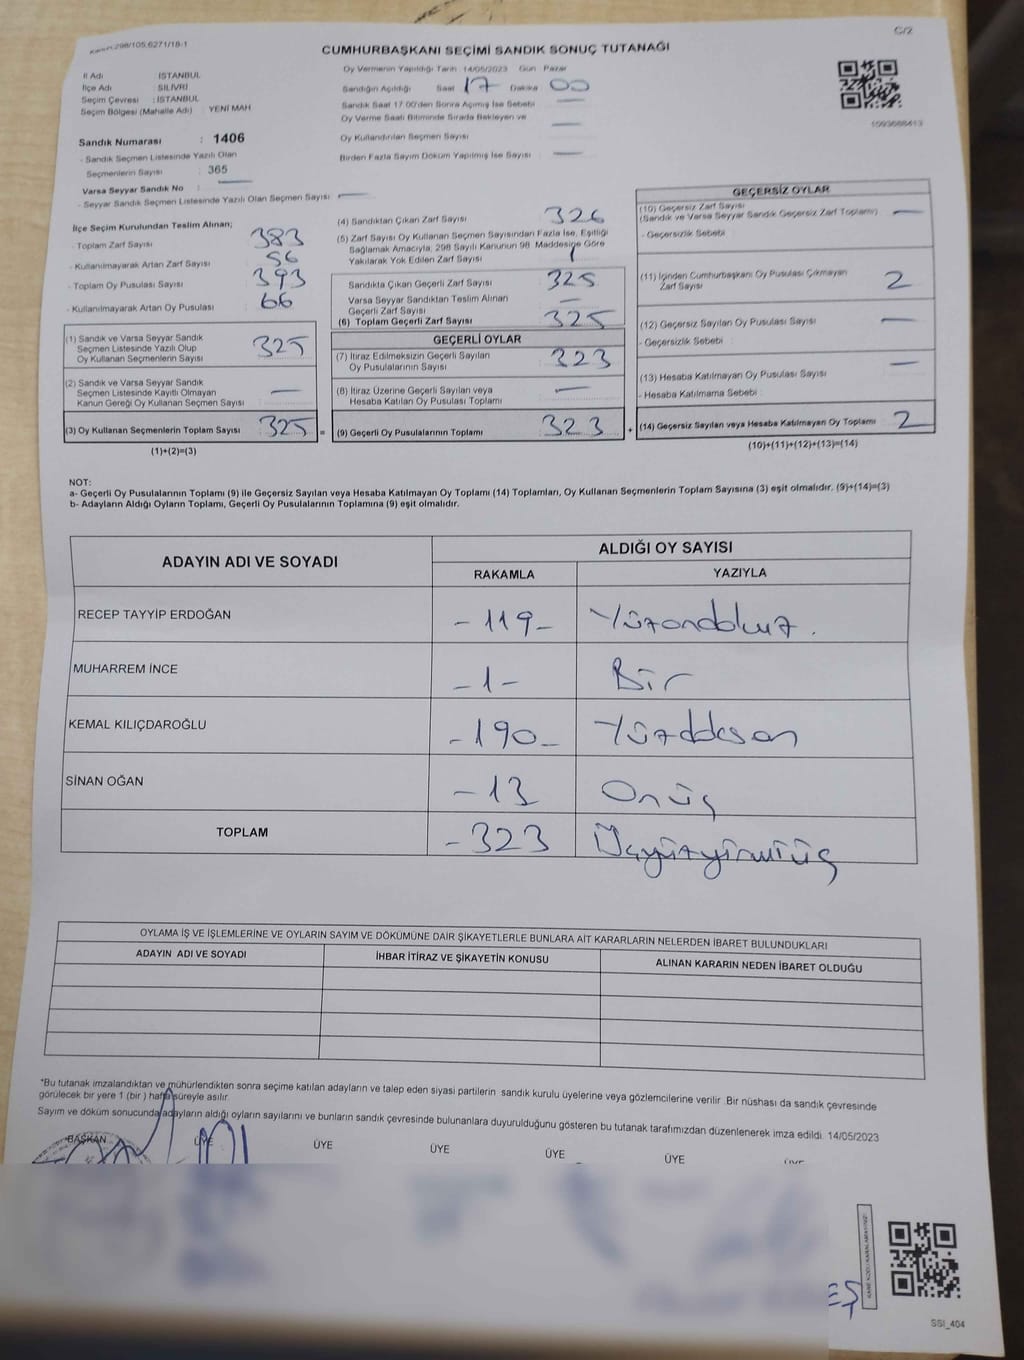 Kanun:298/105,6271/18-1
C/2
CUMHURBAŞKANI SEÇİMİ SANDIK SONUÇ TUTANAĞI
İl Adı : İSTANBUL
İlçe Adı : SİLİVRİ
Seçim Çevresi : İSTANBUL
Seçim Bölgesi (Mahalle Adı) : YENİ MAH
Sandık Numarası : 1406
- Sandık Seçmen Listesinde Yazılı Olan
Seçmenlerin Sayısı : 365
Varsa Seyyar Sandık No : —
- Seyyar Sandık Seçmen Listesinde Yazılı Olan Seçmen Sayısı : —
Oy Vermenin Yapıldığı Tarih : 14/05/2023 Gün : Pazar
Sandığın Açıldığı Saat 17 Dakika 00
Sandık Saat 17.00'den Sonra Açılmış İse Sebebi —
Oy Verme Saati Bitiminde Sırada Bekleyen ve
Oy Kullandırılan Seçmen Sayısı —
Birden Fazla Sayım Döküm Yapılmış İse Sayısı —
1093688413
İlçe Seçim Kurulundan Teslim Alınan;
- Toplam Zarf Sayısı : 383
- Kullanılmayarak Artan Zarf Sayısı : 56
- Toplam Oy Pusulası Sayısı : 393
- Kullanılmayarak Artan Oy Pusulası : 66
(1) Sandık ve Varsa Seyyar Sandık
Seçmen Listesinde Yazılı Olup
Oy Kullanan Seçmenlerin Sayısı 325
(2) Sandık ve Varsa Seyyar Sandık
Seçmen Listesinde Kayıtlı Olmayan
Kanun Gereği Oy Kullanan Seçmen Sayısı —
(3) Oy Kullanan Seçmenlerin Toplam Sayısı 325 =
(1)+(2)=(3)
(4) Sandıktan Çıkan Zarf Sayısı 326
(5) Zarf Sayısı Oy Kullanan Seçmen Sayısından Fazla İse, Eşitliği
Sağlamak Amacıyla, 298 Sayılı Kanunun 98. Maddesine Göre
Yakılarak Yok Edilen Zarf Sayısı 1
Sandıkta Çıkan Geçerli Zarf Sayısı 325
Varsa Seyyar Sandıktan Teslim Alınan
Geçerli Zarf Sayısı —
(6) Toplam Geçerli Zarf Sayısı 325
GEÇERLİ OYLAR
(7) İtiraz Edilmeksizin Geçerli Sayılan
Oy Pusulalarının Sayısı 323
(8) İtiraz Üzerine Geçerli Sayılan veya
Hesaba Katılan Oy Pusulası Toplamı —
(9) Geçerli Oy Pusulalarının Toplamı 323 +
GEÇERSİZ OYLAR
(10) Geçersiz Zarf Sayısı
(Sandık ve Varsa Seyyar Sandık Geçersiz Zarf Toplamı) —
- Geçersizlik Sebebi :
(11) İçinden Cumhurbaşkanı Oy Pusulası Çıkmayan
Zarf Sayısı 2
(12) Geçersiz Sayılan Oy Pusulası Sayısı —
- Geçersizlik Sebebi :
(13) Hesaba Katılmayan Oy Pusulası Sayısı —
- Hesaba Katılmama Sebebi :
(14) Geçersiz Sayılan veya Hesaba Katılmayan Oy Toplamı 2
(10)+(11)+(12)+(13)=(14)
NOT:
a- Geçerli Oy Pusulalarının Toplamı (9) ile Geçersiz Sayılan veya Hesaba Katılmayan Oy Toplamı (14) Toplamları, Oy Kullanan Seçmenlerin Toplam Sayısına (3) eşit olmalıdır. (9)+(14)=(3)
b- Adayların Aldığı Oyların Toplamı, Geçerli Oy Pusulalarının Toplamına (9) eşit olmalıdır.
ADAYIN ADI VE SOYADI ALDIĞI OY SAYISI
RAKAMLA YAZIYLA
RECEP TAYYİP ERDOĞAN -119- Yüzondokuz.
MUHARREM İNCE -1- Bir
KEMAL KILIÇDAROĞLU -190- Yüzdoksan
SİNAN OĞAN -13 Onüç
TOPLAM -323 Üçyüzyirmiüç
OYLAMA İŞ VE İŞLEMLERİNE VE OYLARIN SAYIM VE DÖKÜMÜNE DAİR ŞİKAYETLERLE BUNLARA AİT KARARLARIN NELERDEN İBARET BULUNDUKLARI
ADAYIN ADI VE SOYADI İHBAR İTİRAZ VE ŞİKAYETİN KONUSU ALINAN KARARIN NEDEN İBARET OLDUĞU
*Bu tutanak imzalandıktan ve mühürlendikten sonra seçime katılan adayların ve talep eden siyasi partilerin sandık kurulu üyelerine veya gözlemcilerine verilir. Bir nüshası da sandık çevresinde
görülecek bir yere 1 (bir ) hafta süreyle asılır.
Sayım ve döküm sonucunda adayların aldığı oyların sayılarını ve bunların sandık çevresinde bulunanlara duyurulduğunu gösteren bu tutanak tarafımızdan düzenlenerek imza edildi. 14/05/2023
BAŞKAN ÜYE ÜYE ÜYE ÜYE ÜYE ÜYE
EŞ
SSI_404